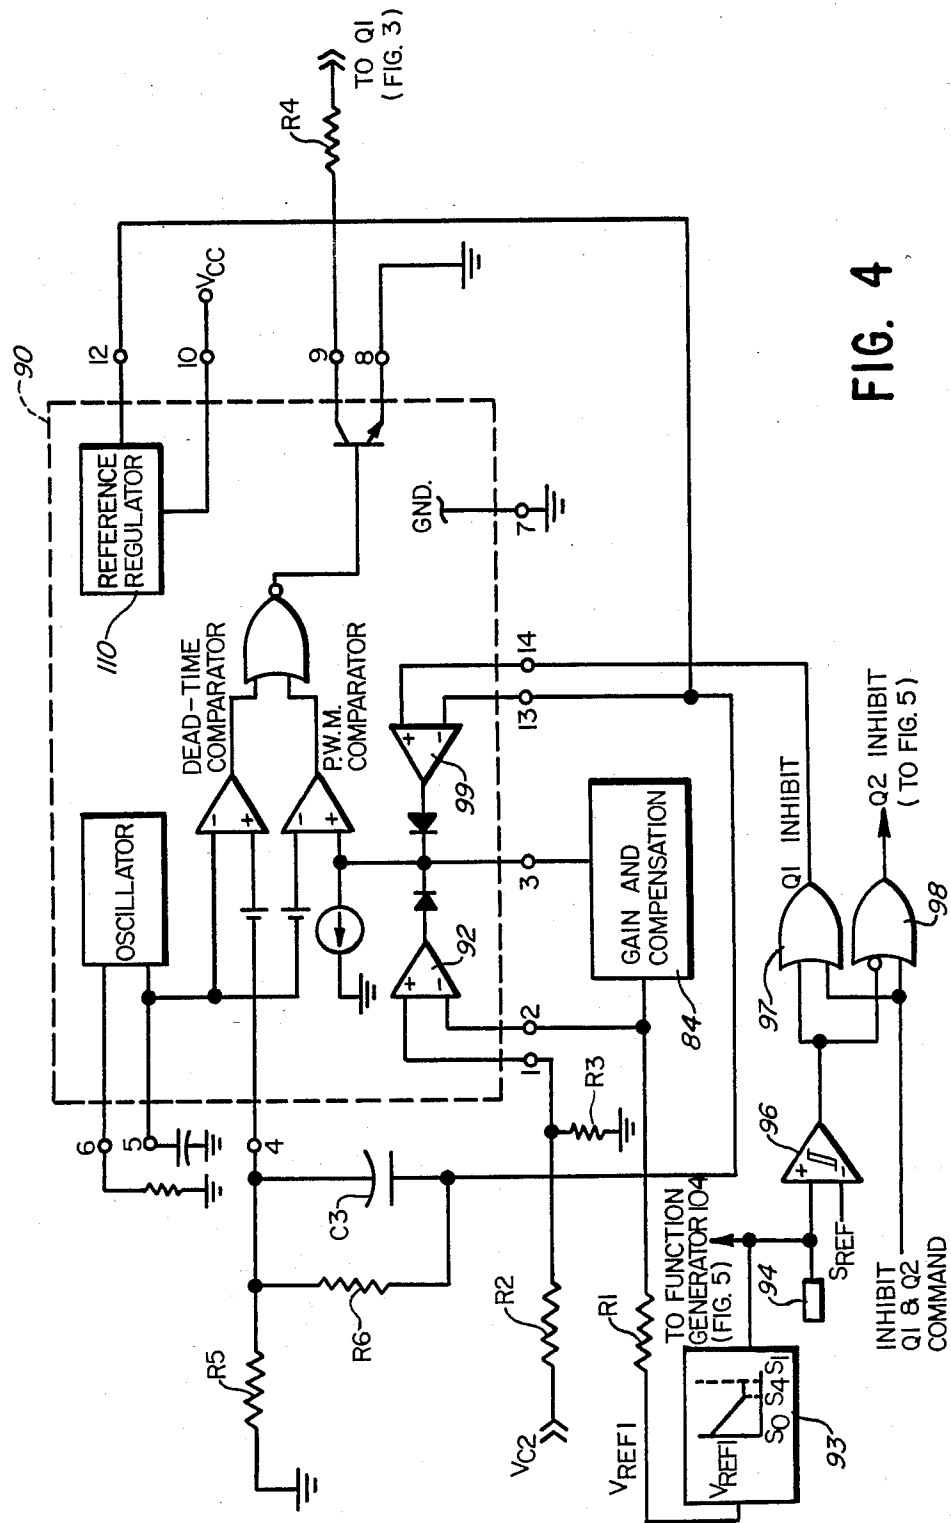 90
REFERENCE
REGULATOR
110
12
10
VCC
R4
TO Q1
(FIG. 3)
9
8
GND.
7
OSCILLATOR
6
5
4
DEAD-TIME
COMPARATOR
P.W.M.
COMPARATOR
-
+
-
+
R5
R6
C3
+
-
92
+
-
99
1
2
3
13
14
VC2
R2
R3
VREF1
R1
GAIN AND
COMPENSATION
84
TO FUNCTION
GENERATOR 104
(FIG. 5)
VREF1
S0 S4 S1
93
94
SREF
+
-
96
INHIBIT
Q1 & Q2
COMMAND
97
98
Q1 INHIBIT
Q2 INHIBIT
(TO FIG. 5)
FIG. 4